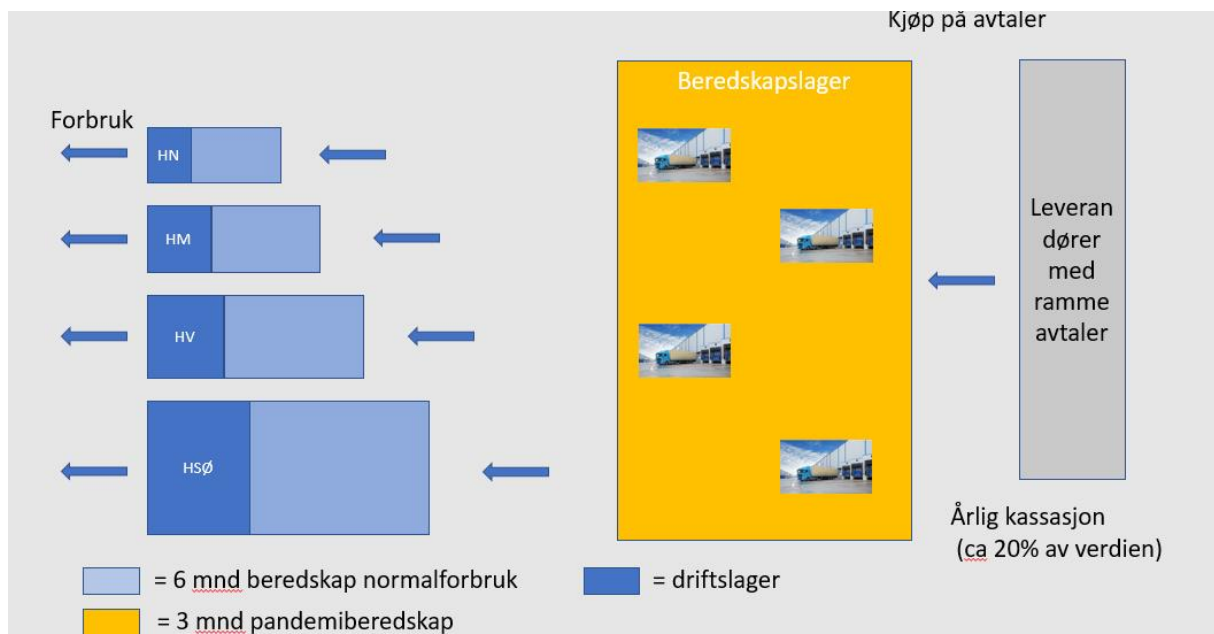 Kjøp på avtaler
Beredskapslager
Forbruk
HN
HM
HV
HSØ
Leveran
dører
med
ramme
avtaler
Årlig kassasjon
(ca 20% av verdien)
= 6 mnd beredskap normalforbruk
= driftslager
= 3 mnd pandemiberedskap